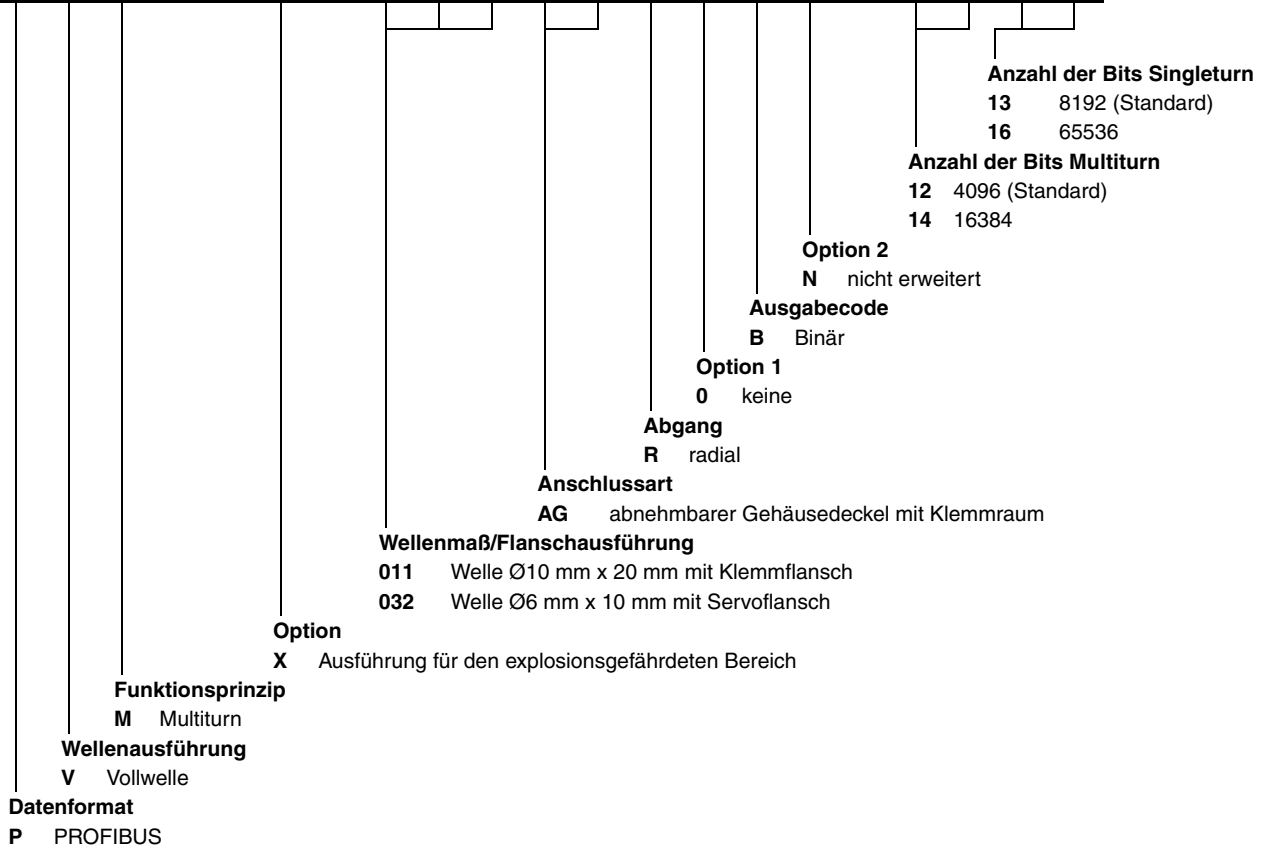 Anzahl der Bits Singleturn
13 8192 (Standard)
16 65536
Anzahl der Bits Multiturn
12 4096 (Standard)
14 16384
Option 2
N nicht erweitert
Ausgabecode
B Binär
Option 1
0 keine
Abgang
R radial
Anschlussart
AG abnehmbarer Gehäusedeckel mit Klemmraum
Wellenmaß/Flanschausführung
011 Welle Ø10 mm x 20 mm mit Klemmflansch
032 Welle Ø6 mm x 10 mm mit Servoflansch
Option
X Ausführung für den explosionsgefährdeten Bereich
Funktionsprinzip
M Multiturn
Wellenausführung
V Vollwelle
Datenformat
P PROFIBUS